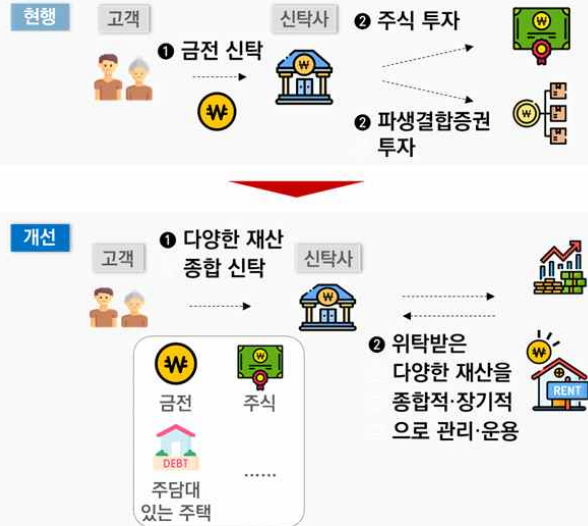 현행
고객
신탁사
❶ 금전 신탁
❷ 주식 투자
❷ 파생결합증권
투자
개선
고객
❶ 다양한 재산
종합 신탁
신탁사
금전
주식
DEBT
주담대
있는 주택
......
❷ 위탁받은
다양한 재산을
종합적·장기적
으로 관리·운용
RENT